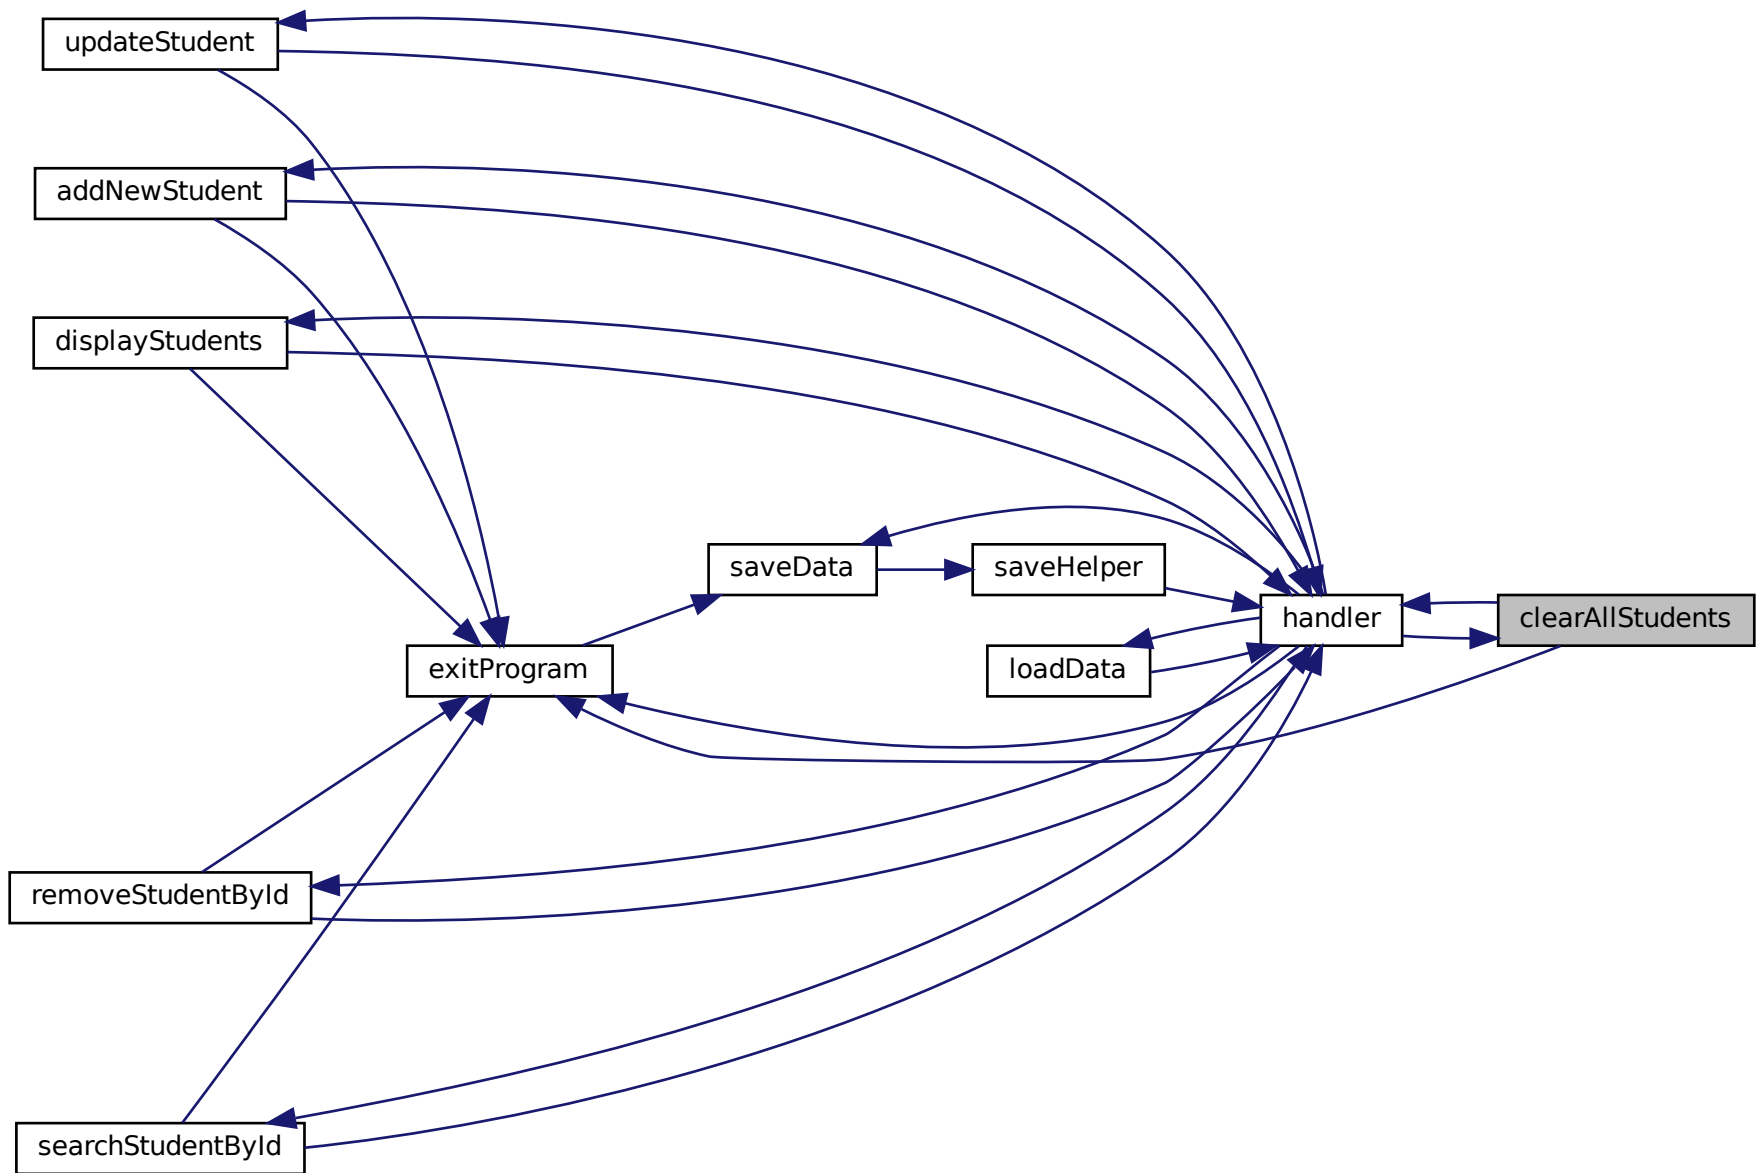 updateStudent
addNewStudent
displayStudents
saveData
saveHelper
handler
clearAllStudents
exitProgram
loadData
removeStudentById
searchStudentById